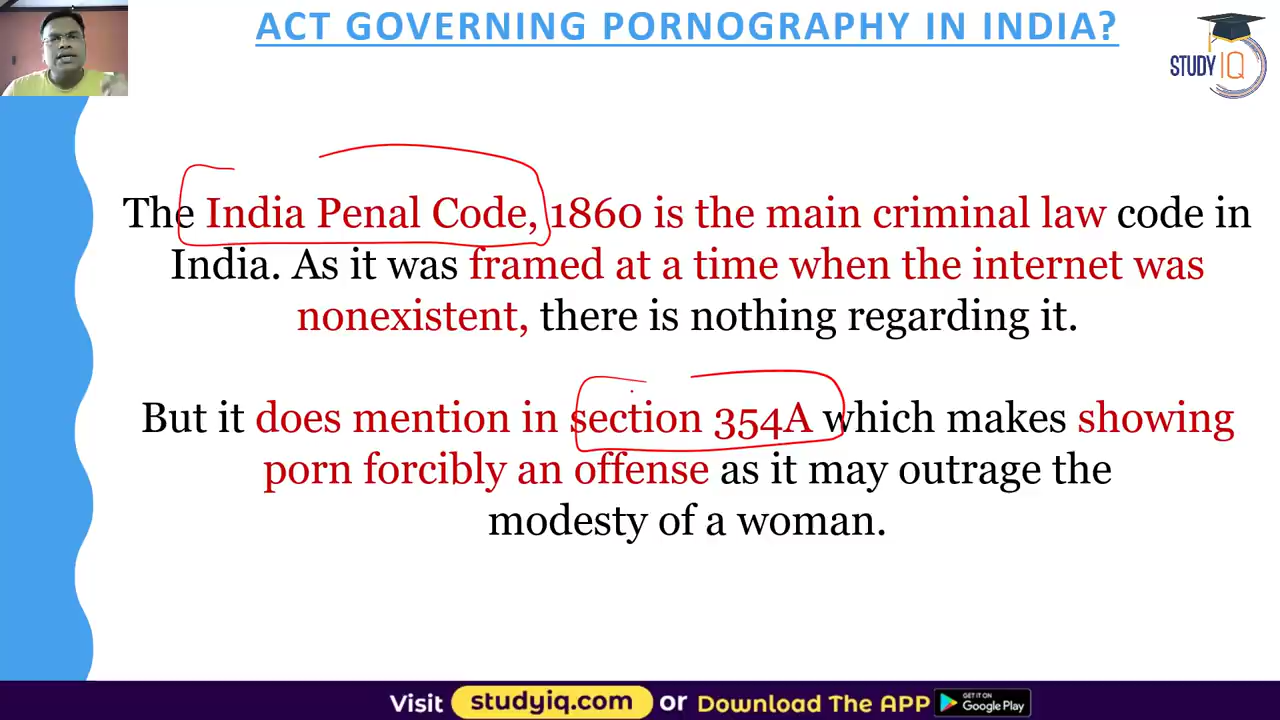 ACT GOVERNING PORNOGRAPHY IN INDIA?
STUDY IQ
The India Penal Code, 1860 is the main criminal law code in
India. As it was framed at a time when the internet was
nonexistent, there is nothing regarding it.
But it does mention in section 354A which makes showing
porn forcibly an offense as it may outrage the
modesty of a woman.
Visit studyiq.com or Download The APP GET IT ON Google Play